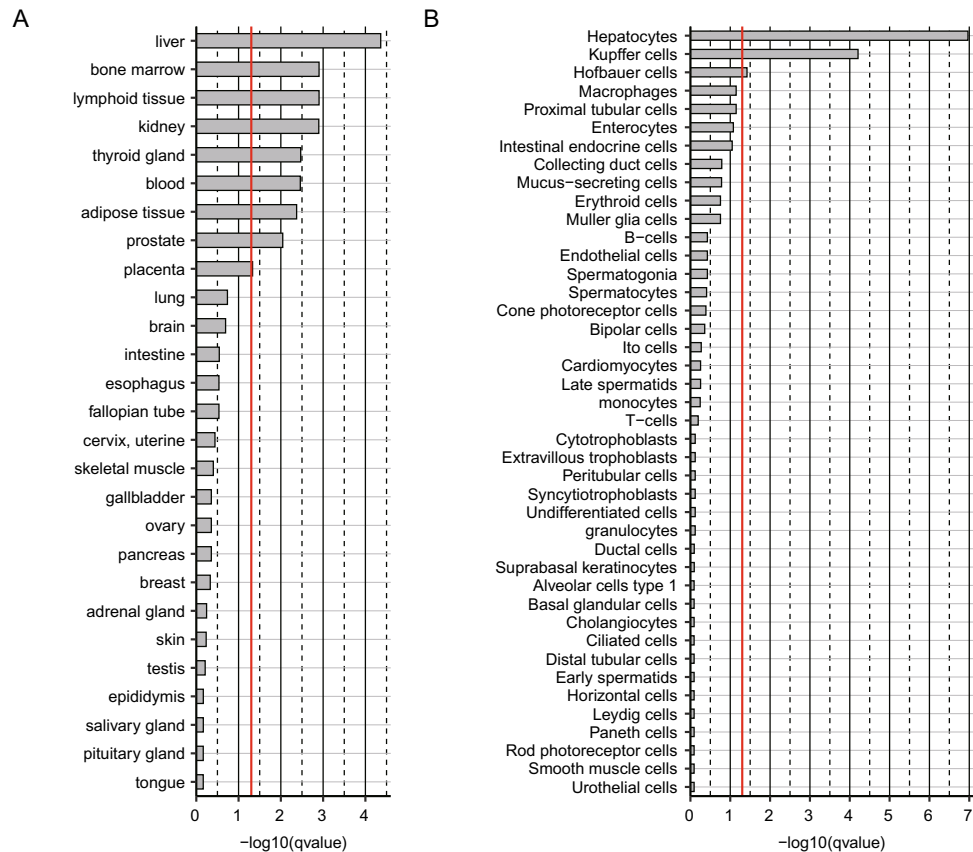 A
liver
bone marrow
lymphoid tissue
kidney
thyroid gland
blood
adipose tissue
prostate
placenta
lung
brain
intestine
esophagus
fallopian tube
cervix, uterine
skeletal muscle
gallbladder
ovary
pancreas
breast
adrenal gland
skin
testis
epididymis
salivary gland
pituitary gland
tongue
0 1 2 3 4
−log10(qvalue)
B
Hepatocytes
Kupffer cells
Hofbauer cells
Macrophages
Proximal tubular cells
Enterocytes
Intestinal endocrine cells
Collecting duct cells
Mucus−secreting cells
Erythroid cells
Muller glia cells
B−cells
Endothelial cells
Spermatogonia
Spermatocytes
Cone photoreceptor cells
Bipolar cells
Ito cells
Cardiomyocytes
Late spermatids
monocytes
T−cells
Cytotrophoblasts
Extravillous trophoblasts
Peritubular cells
Syncytiotrophoblasts
Undifferentiated cells
granulocytes
Ductal cells
Suprabasal keratinocytes
Alveolar cells type 1
Basal glandular cells
Cholangiocytes
Ciliated cells
Distal tubular cells
Early spermatids
Horizontal cells
Leydig cells
Paneth cells
Rod photoreceptor cells
Smooth muscle cells
Urothelial cells
0 1 2 3 4 5 6 7
−log10(qvalue)